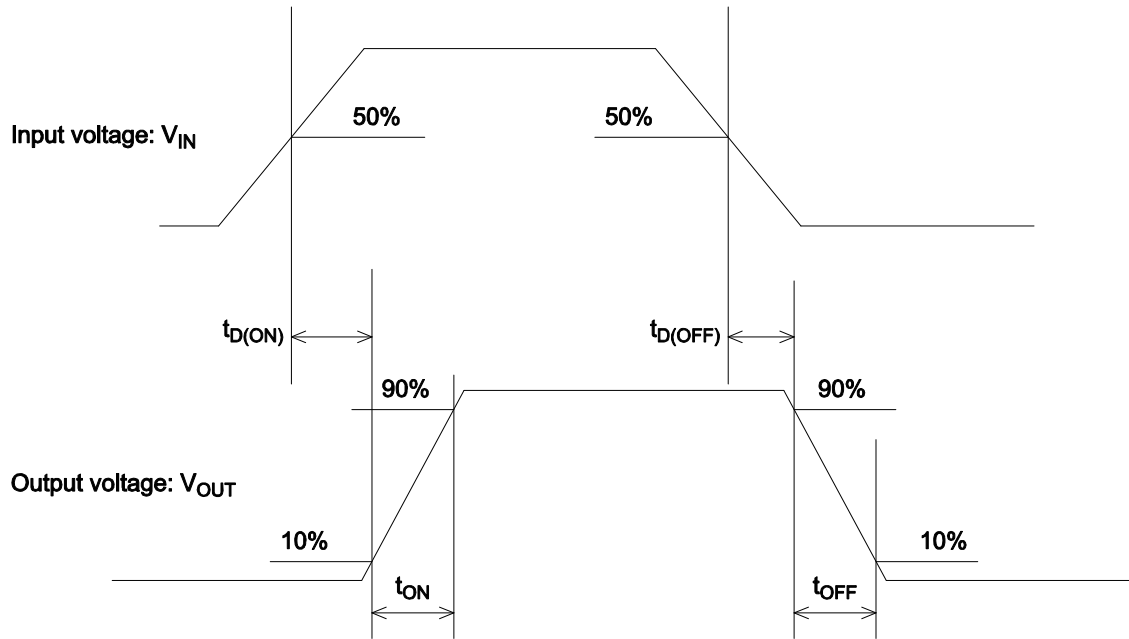 50%
50%
Input voltage: VIN
tD(ON)
tD(OFF)
90%
90%
Output voltage: VOUT
10%
10%
tON
tOFF